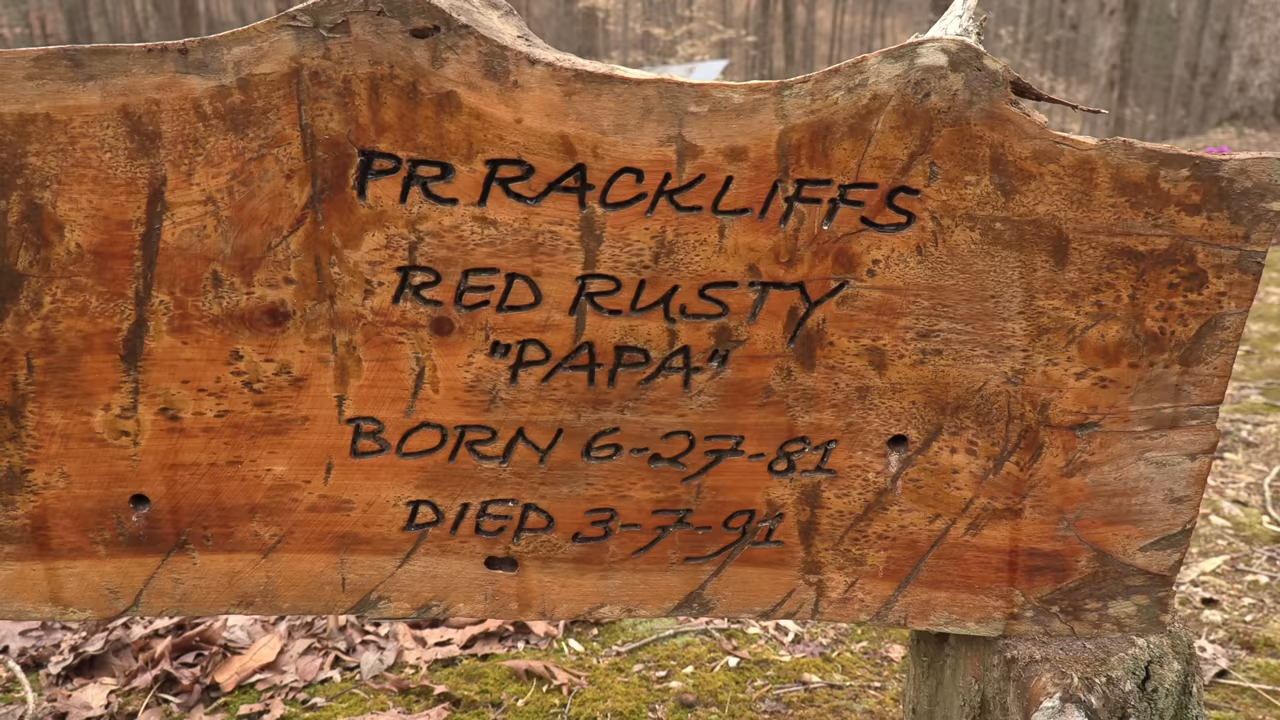 PR RACKLIFFS
RED RUSTY
"PAPA"
BORN 6-27-81
DIED 3-7-91